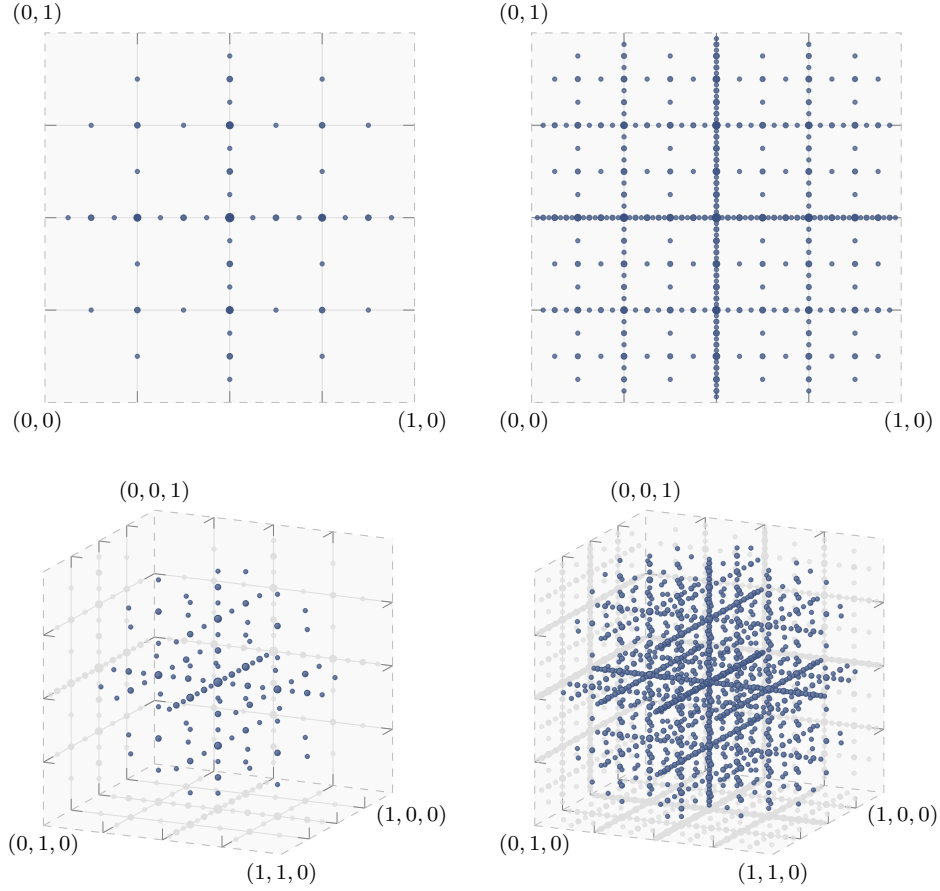 (0, 1)
(0, 1)
(0, 0)
(1, 0)
(0, 0)
(1, 0)
(0, 0, 1)
(0, 0, 1)
(1, 0, 0)
(1, 0, 0)
(0, 1, 0)
(0, 1, 0)
(1, 1, 0)
(1, 1, 0)